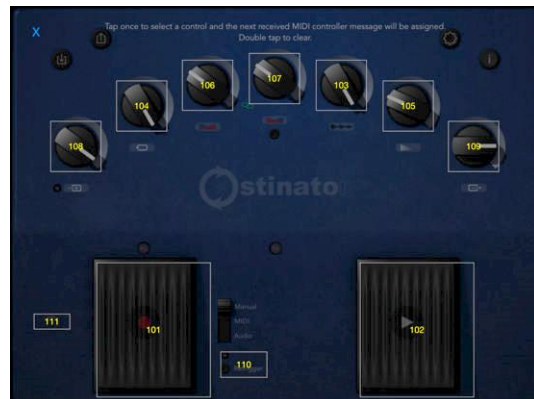 X
Tap once to select a control and the next received MIDI controller message will be assigned.
Double tap to clear.
107
106
103
104
105
108
109
stinato
Manual
MIDI
Audio
111
101
102
110